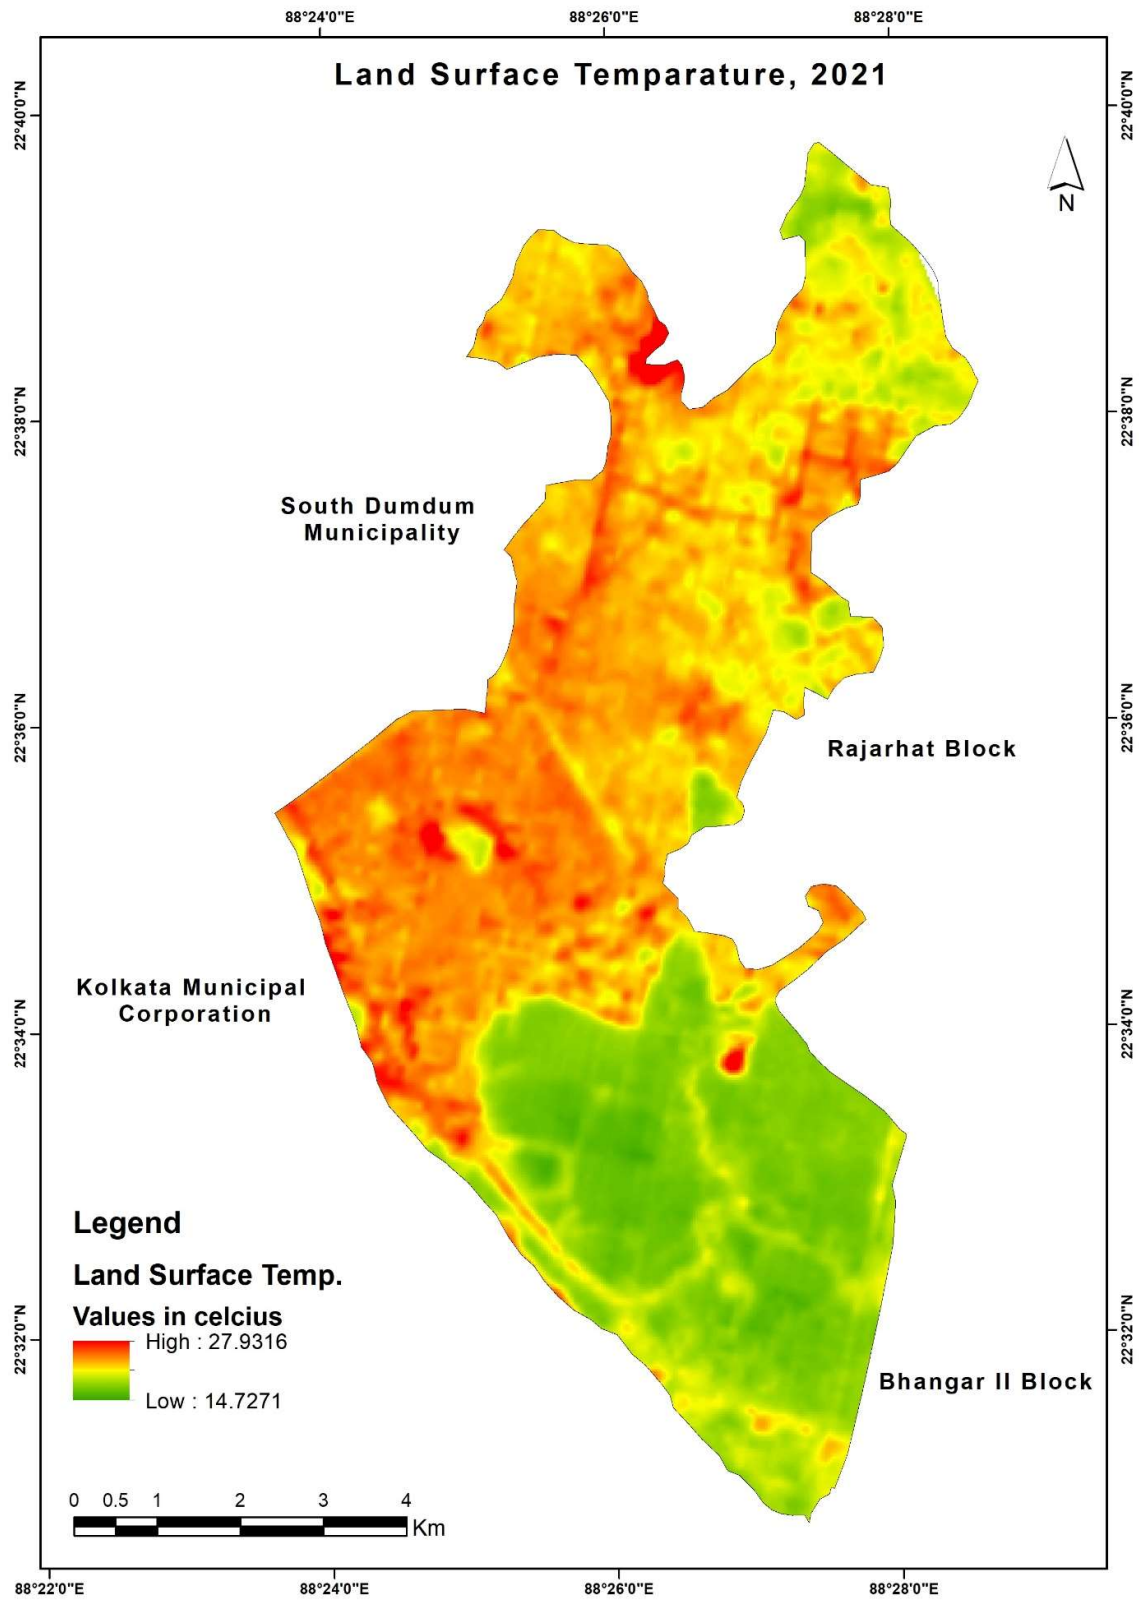 88°24'0"E 88°26'0"E 88°28'0"E
Land Surface Temparature, 2021
22°40'0"N 22°40'0"N
N
22°38'0"N 22°38'0"N
South Dumdum
Municipality
22°36'0"N 22°36'0"N
Rajarhat Block
Kolkata Municipal
Corporation
22°34'0"N 22°34'0"N
Legend
Land Surface Temp.
Values in celcius
High : 27.9316
Low : 14.7271
22°32'0"N 22°32'0"N
Bhangar II Block
0 0.5 1 2 3 4
Km
88°22'0"E 88°24'0"E 88°26'0"E 88°28'0"E